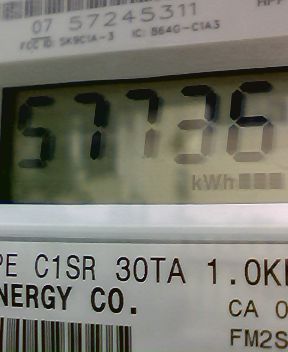 07 57245311
FCC ID: SK9C1A-3 IC: 864G-C1A3
57736
kWh
PE C1SR 30TA 1.0K
NERGY CO.
CA 0
FM2S